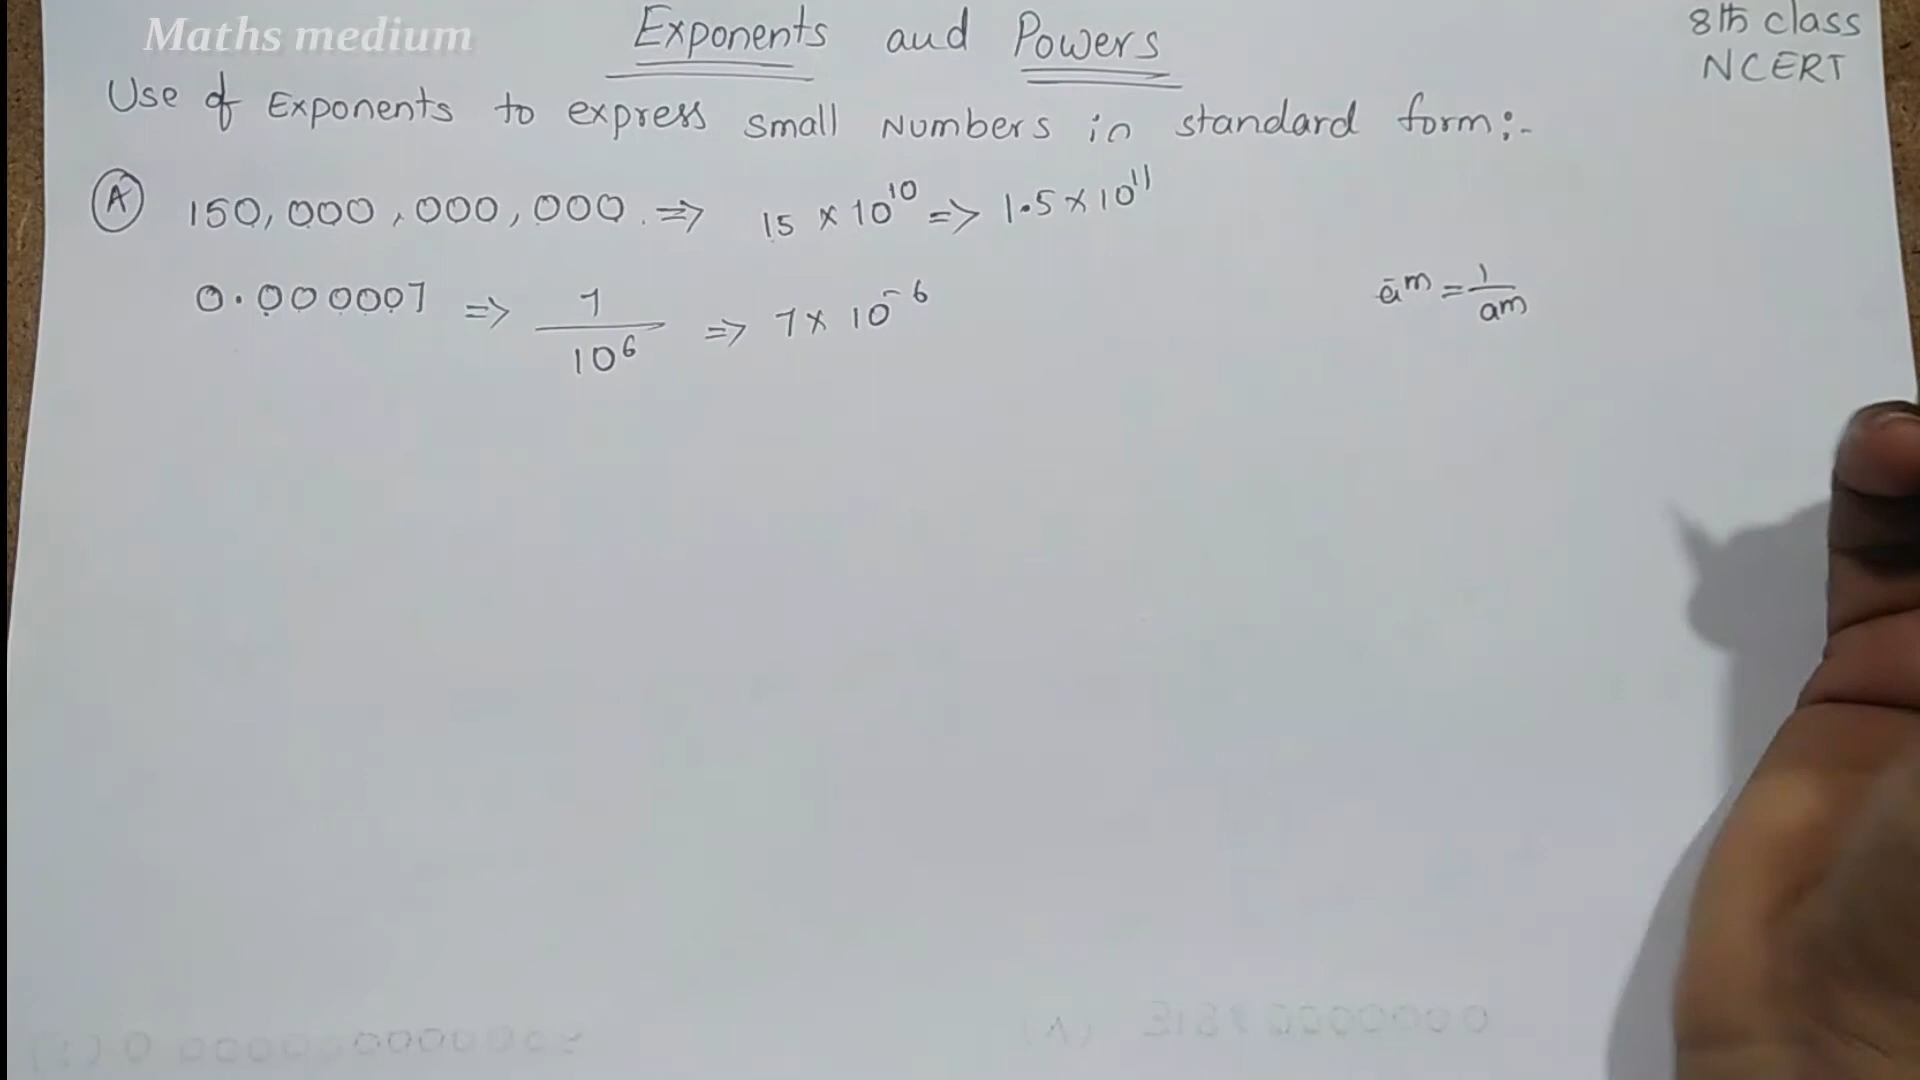 Maths medium
Exponents and Powers
8th class
NCERT
Use of Exponents to express small Numbers in standard form:-
(A) 150,000,000,000 => 15 × 10^10 => 1.5 × 10^11
0.000007 => 7/10^6 => 7 × 10^-6
a^-m = 1/a^m